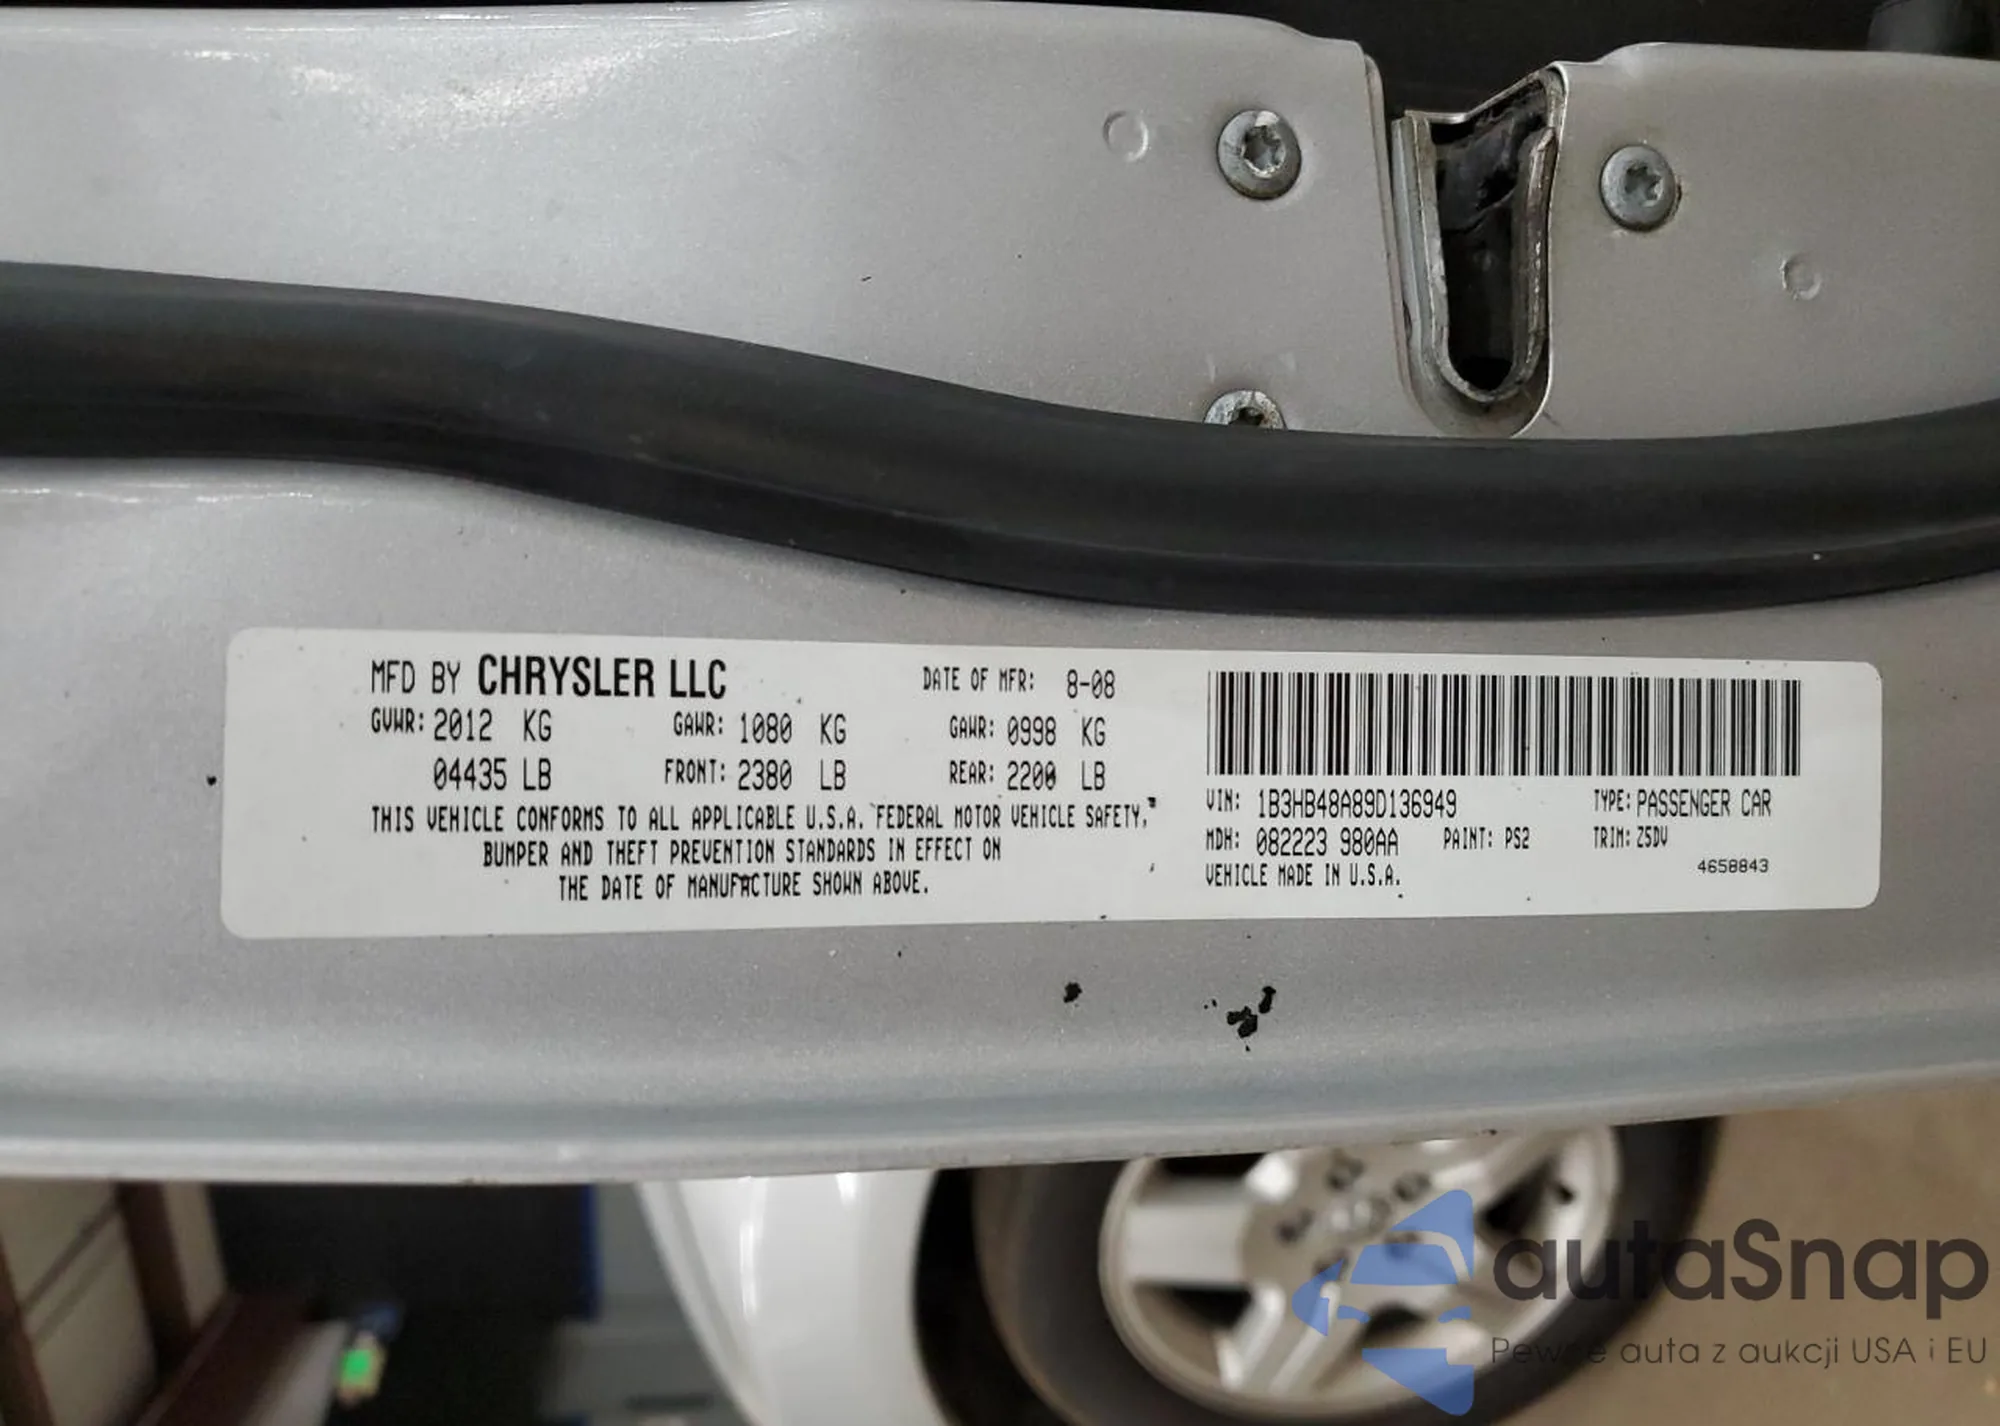 MFD BY CHRYSLER LLC DATE OF MFR: 8-08
GVWR: 2012 KG GAWR: 1080 KG GAWR: 0998 KG
04435 LB FRONT: 2380 LB REAR: 2200 LB
THIS VEHICLE CONFORMS TO ALL APPLICABLE U.S.A. FEDERAL MOTOR VEHICLE SAFETY,
BUMPER AND THEFT PREVENTION STANDARDS IN EFFECT ON
THE DATE OF MANUFACTURE SHOWN ABOVE.
VIN: 1B3HB48A89D136949 TYPE: PASSENGER CAR
MDH: 082223 980AA PAINT: PS2 TRIM: Z5DV
VEHICLE MADE IN U.S.A. 4658843
autaSnap
Pewne auta z aukcji USA i EU